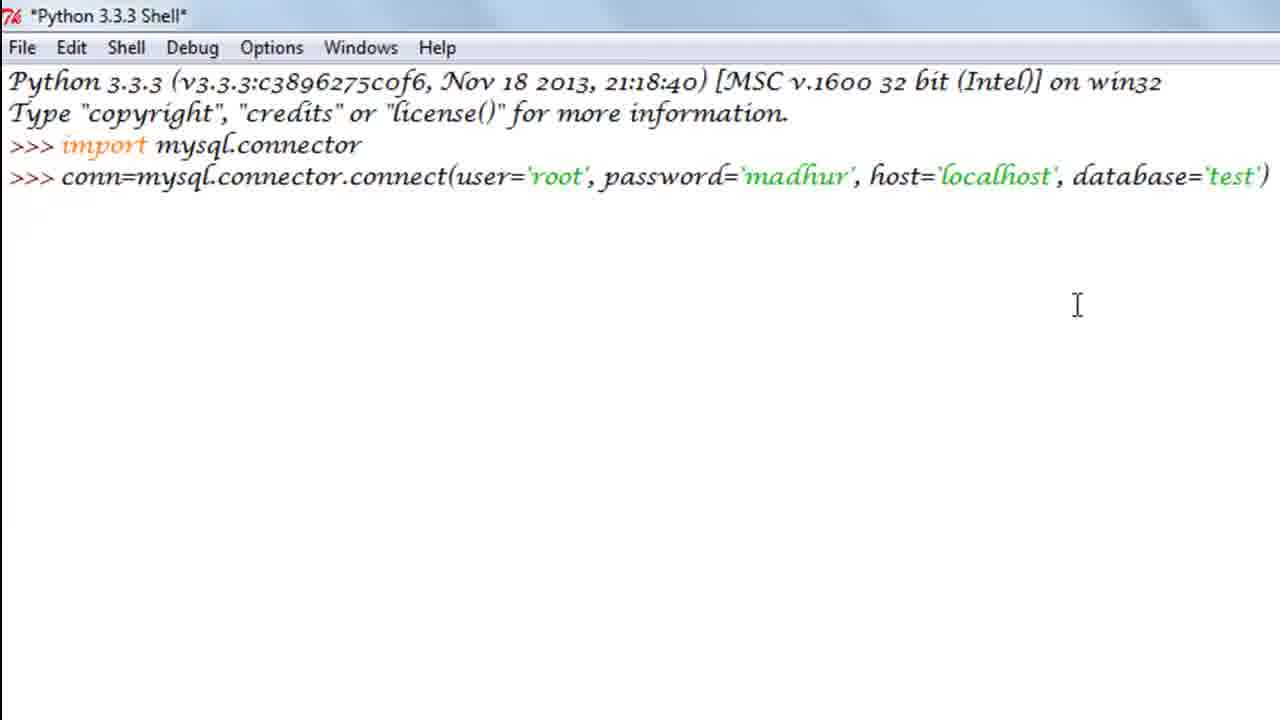 *Python 3.3.3 Shell*
File Edit Shell Debug Options Windows Help
Python 3.3.3 (v3.3.3:c3896275c0f6, Nov 18 2013, 21:18:40) [MSC v.1600 32 bit (Intel)] on win32
Type "copyright", "credits" or "license()" for more information.
>>> import mysql.connector
>>> conn=mysql.connector.connect(user='root', password='madhur', host='localhost', database='test')